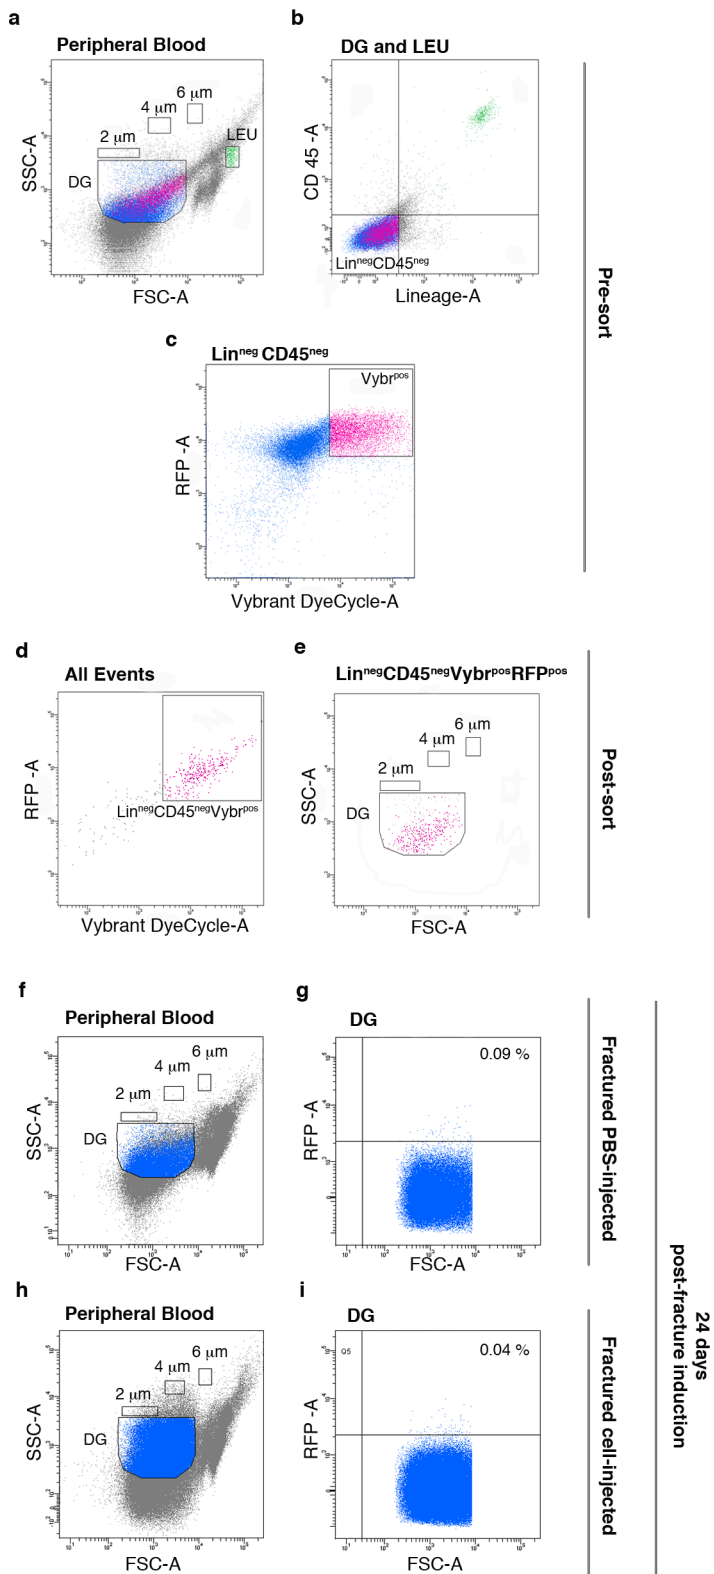 a
Peripheral Blood
6 μm
4 μm
2 μm
LEU
DG
SSC-A
FSC-A
b
DG and LEU
CD 45 -A
Lin^neg CD45^neg
Lineage-A
c
Lin^neg CD45^neg
Vybr^pos
RFP -A
Vybrant DyeCycle-A
Pre-sort
d
All Events
RFP -A
Lin^neg CD45^neg Vybr^pos
Vybrant DyeCycle-A
e
Lin^neg CD45^neg Vybr^pos RFP^pos
6 μm
4 μm
2 μm
DG
SSC-A
FSC-A
Post-sort
f
Peripheral Blood
6 μm
4 μm
2 μm
DG
SSC-A
FSC-A
g
DG
0.09 %
RFP -A
FSC-A
Fractured PBS-injected
h
Peripheral Blood
6 μm
4 μm
2 μm
DG
SSC-A
FSC-A
i
DG
Q5
0.04 %
RFP -A
FSC-A
Fractured cell-injected
24 days
post-fracture induction